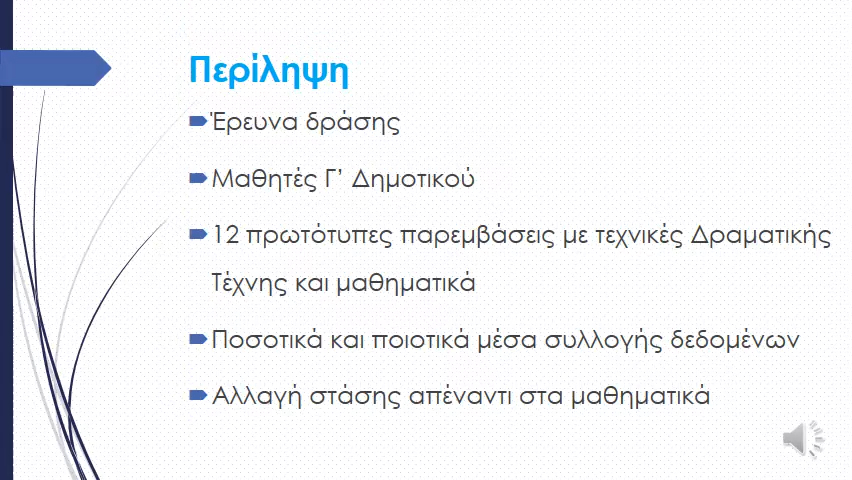 Περίληψη
Έρευνα δράσης
Μαθητές Γ’ Δημοτικού
12 πρωτότυπες παρεμβάσεις με τεχνικές Δραματικής
Τέχνης και μαθηματικά
Ποσοτικά και ποιοτικά μέσα συλλογής δεδομένων
Αλλαγή στάσης απέναντι στα μαθηματικά